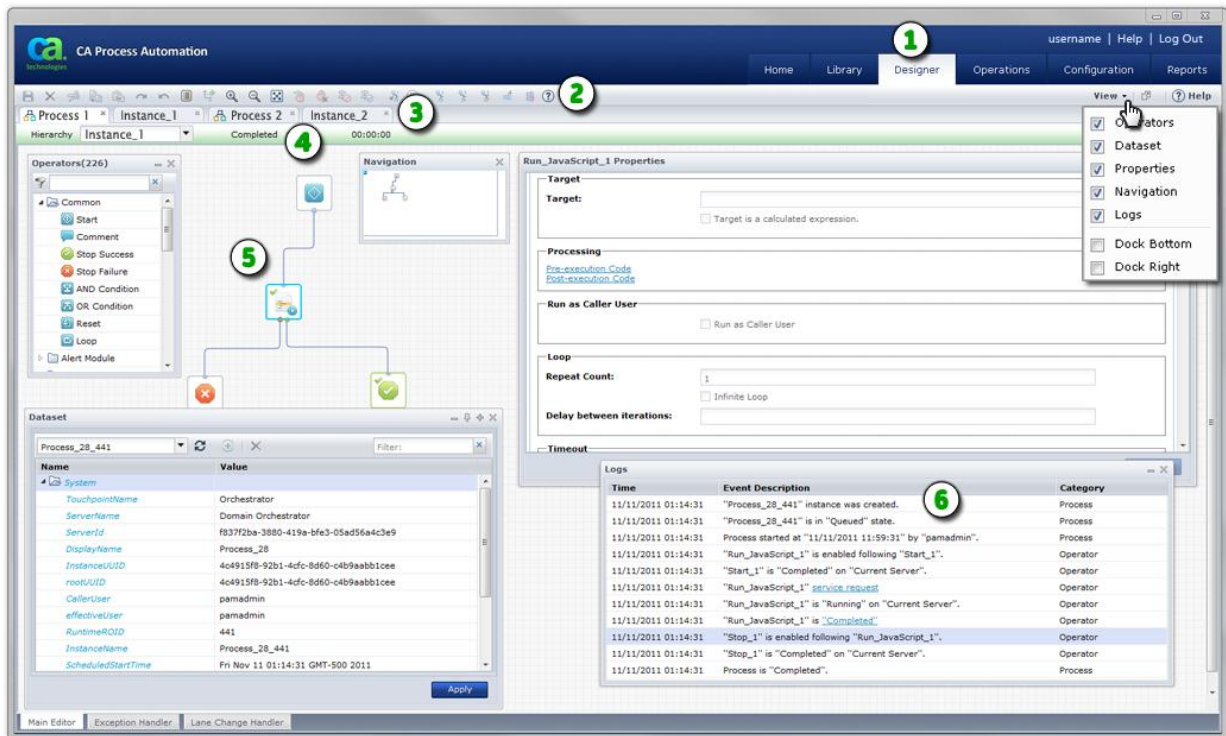 ca
technologies
CA Process Automation
username | Help | Log Out
Home Library Designer Operations Configuration Reports
1
2
View Help
3
Process 1 Instance_1 Process 2 Instance_2
Hierarchy Instance_1 Completed 00:00:00
4
Operators
Dataset
Properties
Navigation
Logs
Dock Bottom
Dock Right
Operators(226)
Common
Start
Comment
Stop Success
Stop Failure
AND Condition
OR Condition
Reset
Loop
Alert Module
Navigation
5
Run_JavaScript_1 Properties
Target
Target:
Target is a calculated expression.
Processing
Pre-execution Code
Post-execution Code
Run as Caller User
Run as Caller User
Loop
Repeat Count: 1
Infinite Loop
Delay between iterations:
Timeout
Dataset
Process_28_441 Filter:
Name Value
System
TouchpointName Orchestrator
ServerName Domain Orchestrator
ServerId f837f2ba-3880-419a-bfe3-05ad56a4c3e9
DisplayName Process_28
InstanceUUID 4c4915f8-92b1-4cfc-8d60-c4b9aabb1cee
rootUUID 4c4915f8-92b1-4cfc-8d60-c4b9aabb1cee
CallerUser pamadmin
effectiveUser pamadmin
RuntimeROID 441
InstanceName Process_28_441
ScheduledStartTime Fri Nov 11 01:14:31 GMT-500 2011
Apply
Logs
6
Time Event Description Category
11/11/2011 01:14:31 "Process_28_441" instance was created. Process
11/11/2011 01:14:31 "Process_28_441" is in "Queued" state. Process
11/11/2011 01:14:31 Process started at "11/11/2011 11:59:31" by "pamadmin". Process
11/11/2011 01:14:31 "Run_JavaScript_1" is enabled following "Start_1". Operator
11/11/2011 01:14:31 "Start_1" is "Completed" on "Current Server". Operator
11/11/2011 01:14:31 "Run_JavaScript_1" service request Operator
11/11/2011 01:14:31 "Run_JavaScript_1" is "Running" on "Current Server". Operator
11/11/2011 01:14:31 "Run_JavaScript_1" is "Completed" Operator
11/11/2011 01:14:31 "Stop_1" is enabled following "Run_JavaScript_1". Operator
11/11/2011 01:14:31 "Stop_1" is "Completed" on "Current Server". Operator
11/11/2011 01:14:31 Process is "Completed". Process
Main Editor Exception Handler Lane Change Handler